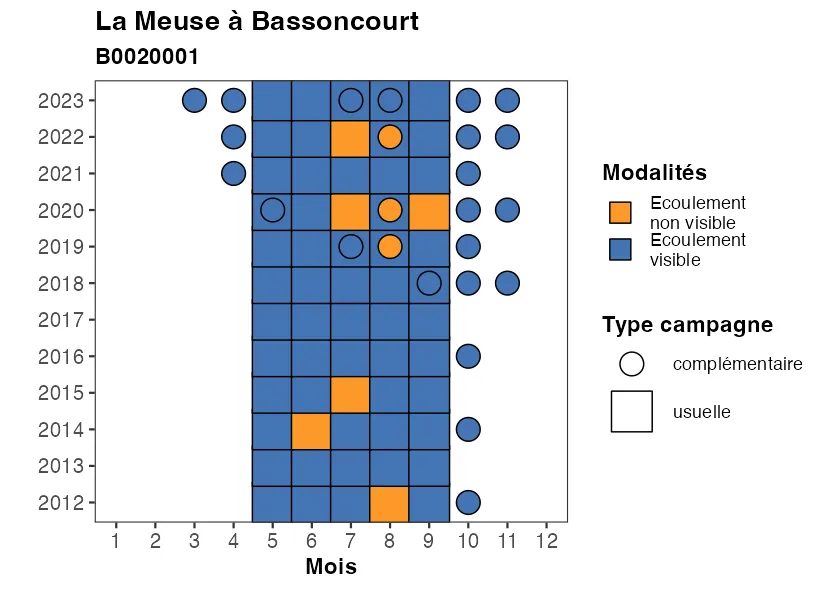 La Meuse à Bassoncourt
B0020001
2023
2022
2021
2020
2019
2018
2017
2016
2015
2014
2013
2012
1 2 3 4 5 6 7 8 9 10 11 12
Mois
Modalités
Ecoulement
non visible
Ecoulement
visible
Type campagne
complémentaire
usuelle